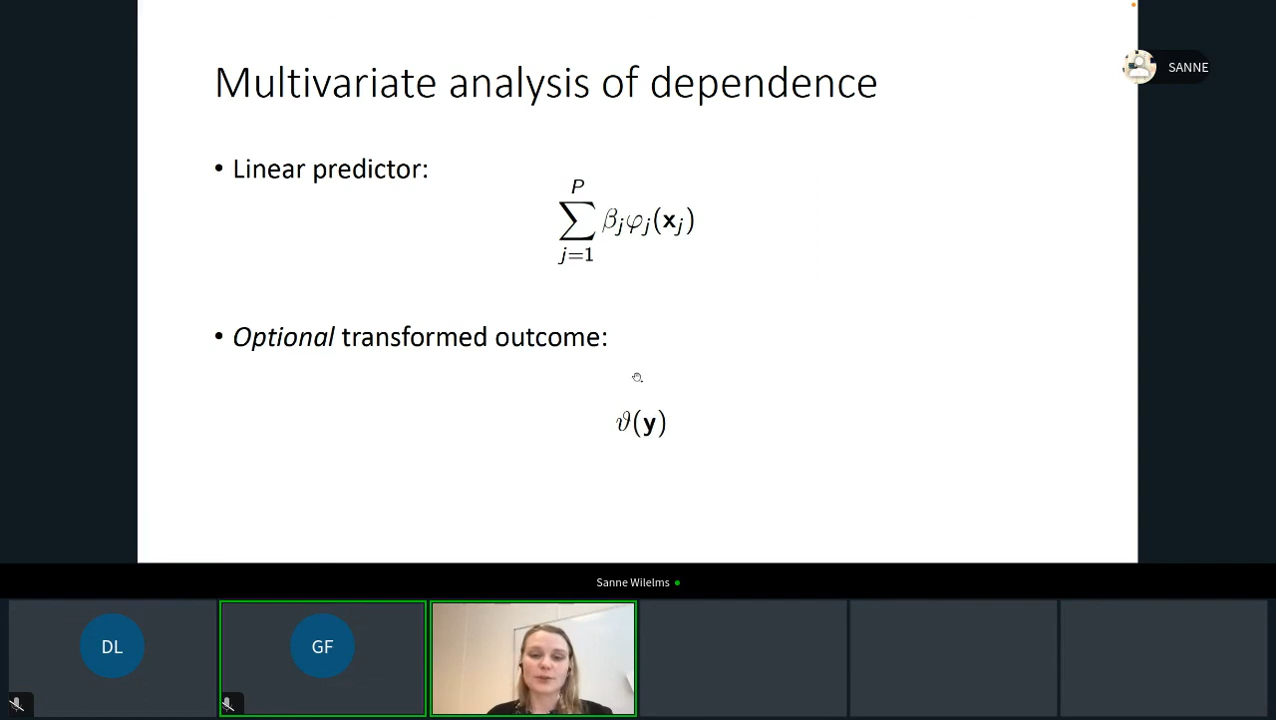 Multivariate analysis of dependence
SANNE
• Linear predictor:
P
∑ βⱼφⱼ(xⱼ)
j=1
• Optional transformed outcome:
ϑ(y)
Sanne Wilelms
DL
GF